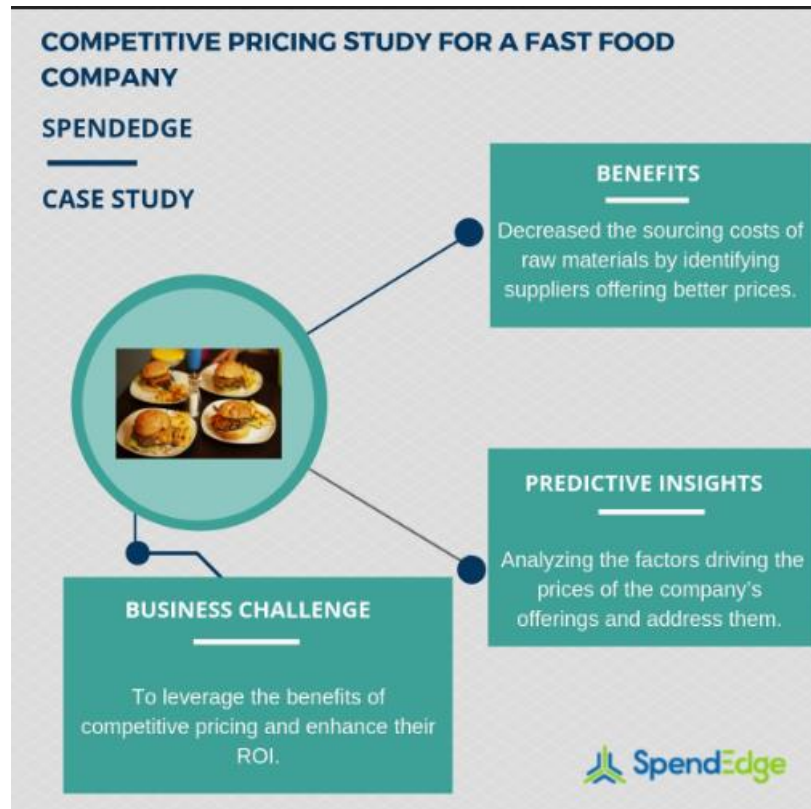 COMPETITIVE PRICING STUDY FOR A FAST FOOD
COMPANY
SPENDEDGE
CASE STUDY
BENEFITS
Decreased the sourcing costs of
raw materials by identifying
suppliers offering better prices.
PREDICTIVE INSIGHTS
Analyzing the factors driving the
prices of the company's
offerings and address them.
BUSINESS CHALLENGE
To leverage the benefits of
competitive pricing and enhance their
ROI.
SpendEdge